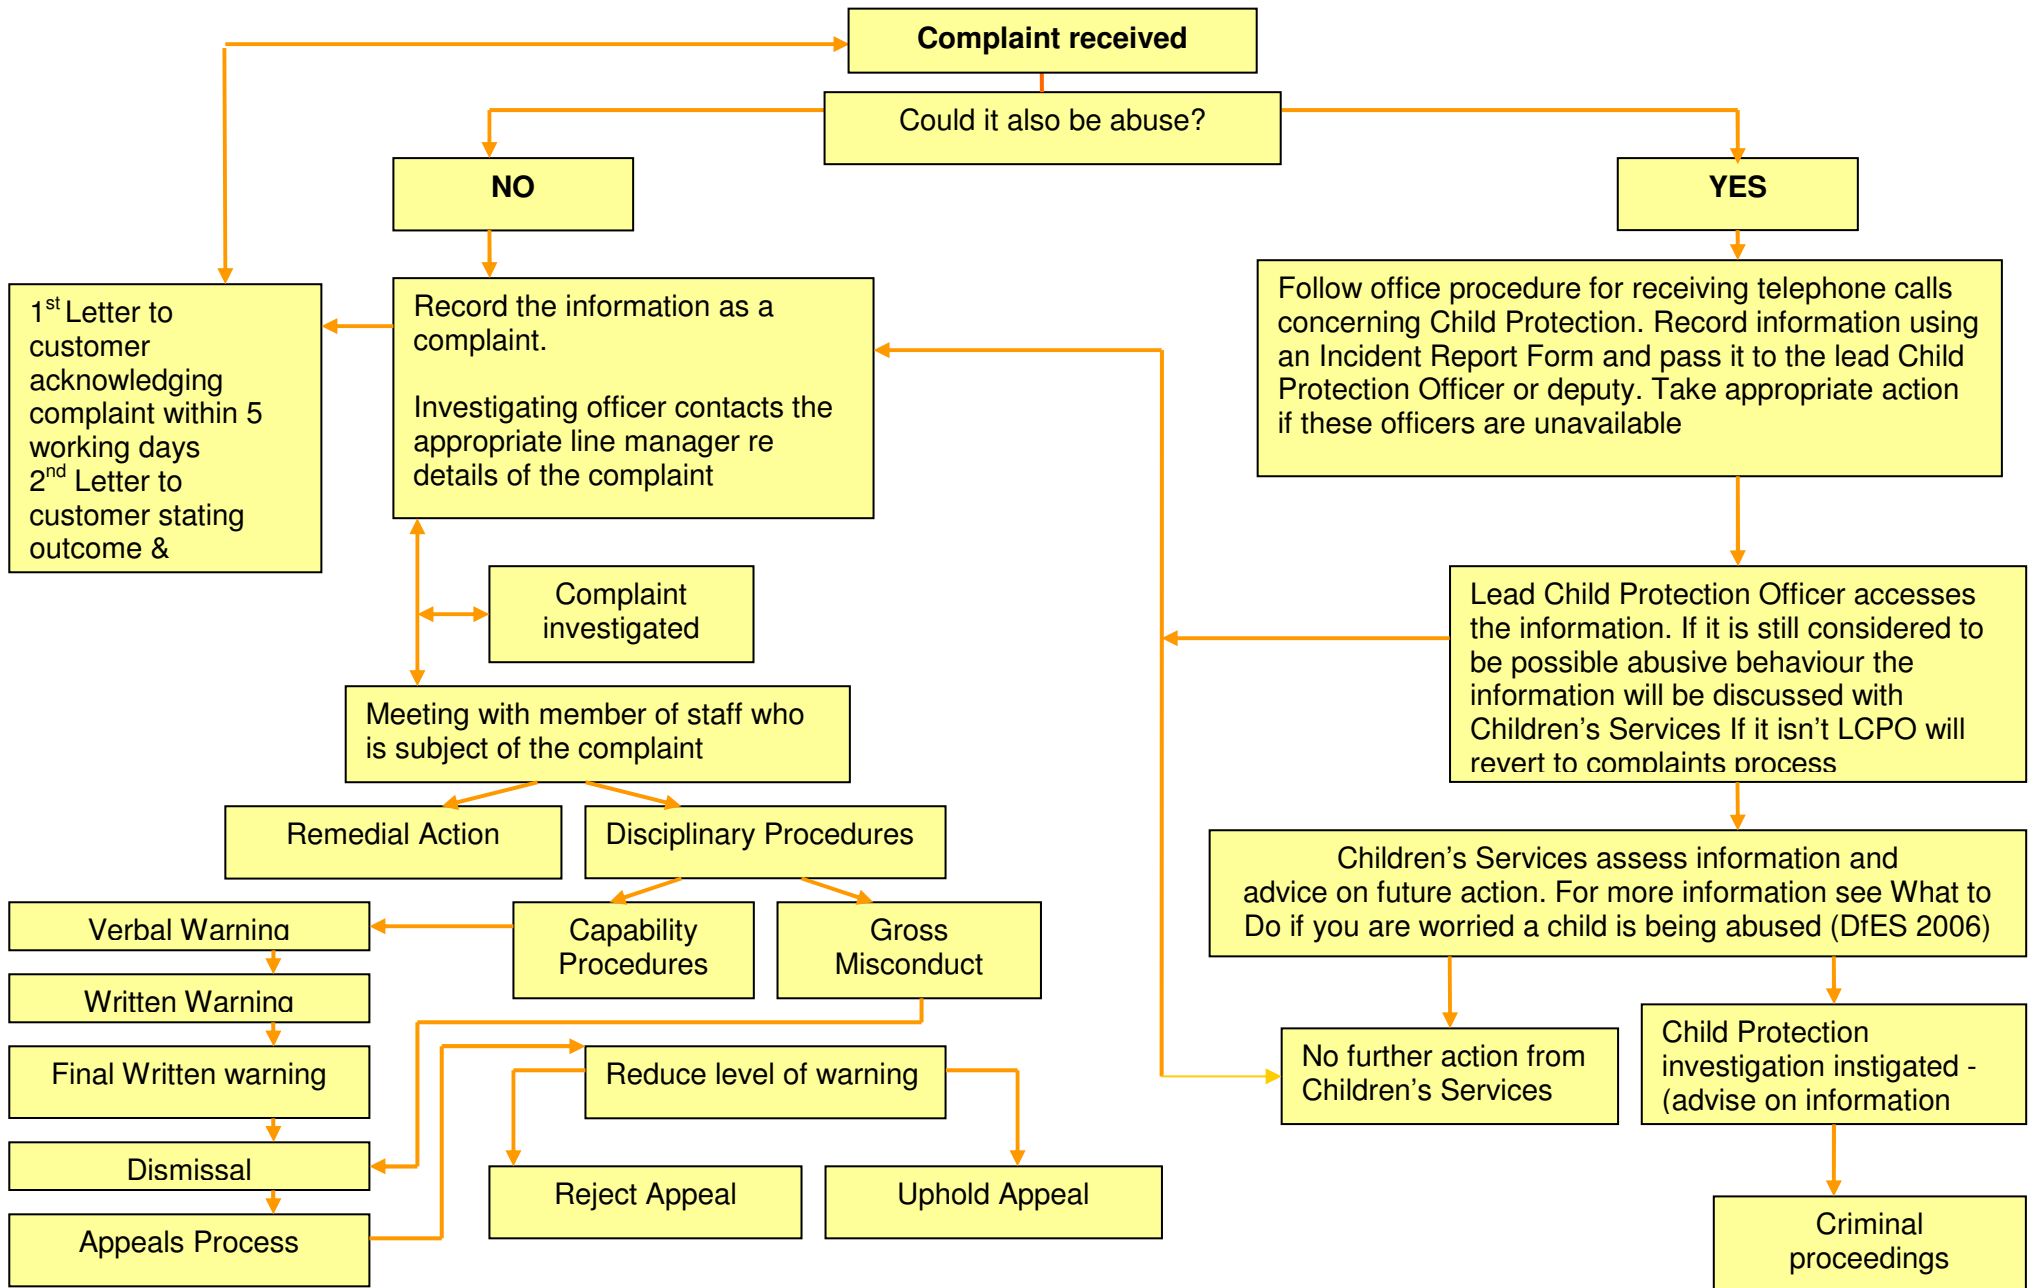 Complaint received
Could it also be abuse?
NO
YES
1st Letter to
customer
acknowledging
complaint within 5
working days
2nd Letter to
customer stating
outcome &
Record the information as a
complaint.
Investigating officer contacts the
appropriate line manager re
details of the complaint
Follow office procedure for receiving telephone calls
concerning Child Protection. Record information using
an Incident Report Form and pass it to the lead Child
Protection Officer or deputy. Take appropriate action
if these officers are unavailable
Complaint
investigated
Lead Child Protection Officer accesses
the information. If it is still considered to
be possible abusive behaviour the
information will be discussed with
Children’s Services If it isn’t LCPO will
revert to complaints process
Meeting with member of staff who
is subject of the complaint
Remedial Action
Disciplinary Procedures
Children’s Services assess information and
advice on future action. For more information see What to
Do if you are worried a child is being abused (DfES 2006)
Verbal Warning
Capability
Procedures
Gross
Misconduct
Written Warning
Final Written warning
Reduce level of warning
No further action from
Children’s Services
Child Protection
investigation instigated -
(advise on information
Dismissal
Reject Appeal
Uphold Appeal
Appeals Process
Criminal
proceedings